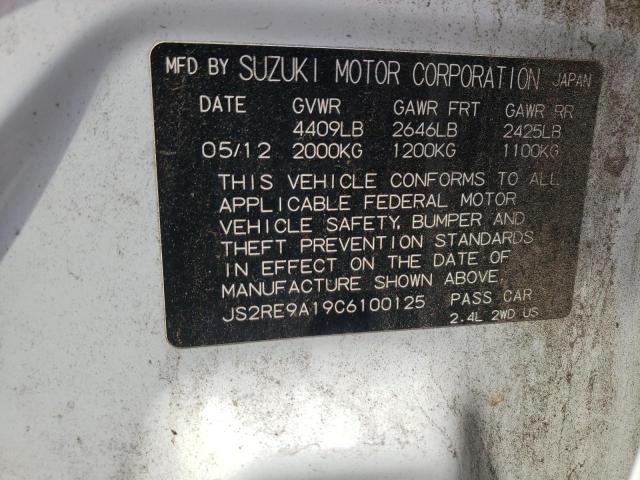 MFD BY SUZUKI MOTOR CORPORATION JAPAN
DATE GVWR GAWR FRT GAWR RR
4409LB 2646LB 2425LB
05/12 2000KG 1200KG 1100KG
THIS VEHICLE CONFORMS TO ALL
APPLICABLE FEDERAL MOTOR
VEHICLE SAFETY, BUMPER AND
THEFT PREVENTION STANDARDS
IN EFFECT ON THE DATE OF
MANUFACTURE SHOWN ABOVE.
JS2RE9A19C6100125 PASS CAR
2.4L 2WD US